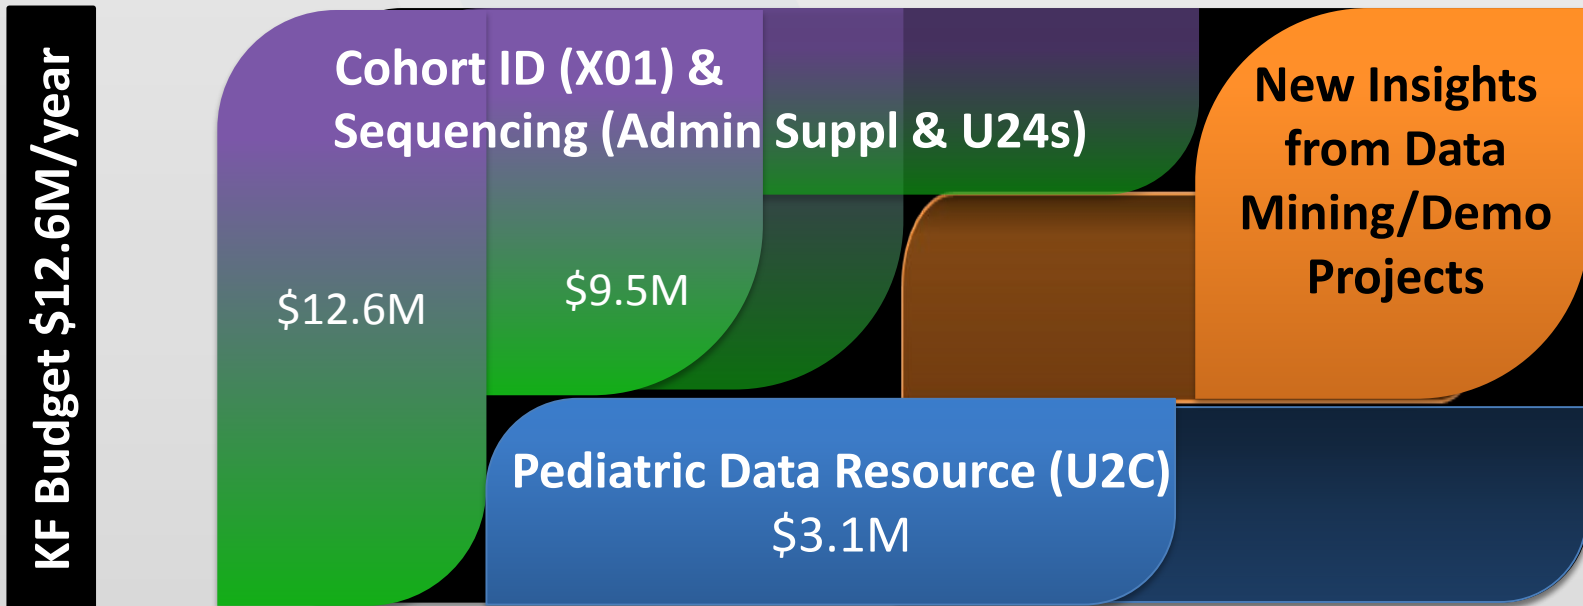 KF Budget $12.6M/year
Cohort ID (X01) &
Sequencing (Admin Suppl & U24s)
$12.6M
$9.5M
New Insights
from Data
Mining/Demo
Projects
Pediatric Data Resource (U2C)
$3.1M